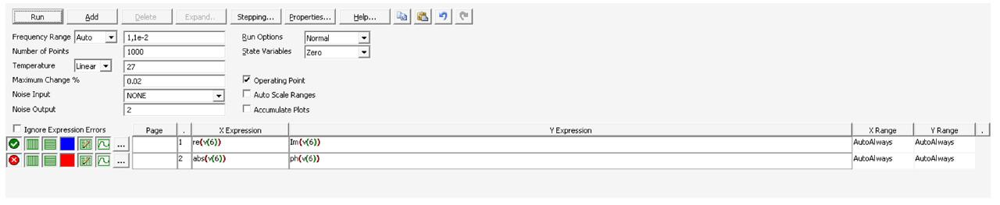 Run Add Delete Expand.. Stepping... Properties... Help...
Frequency Range Auto 1,1e-2 Run Options Normal
Number of Points 1000 State Variables Zero
Temperature Linear 27
Maximum Change % 0.02 Operating Point
Noise Input NONE Auto Scale Ranges
Noise Output 2 Accumulate Plots
Ignore Expression Errors Page . X Expression Y Expression X Range Y Range .
... 1 re(v(6)) Im(v(6)) AutoAlways AutoAlways
... 2 abs(v(6)) ph(v(6)) AutoAlways AutoAlways